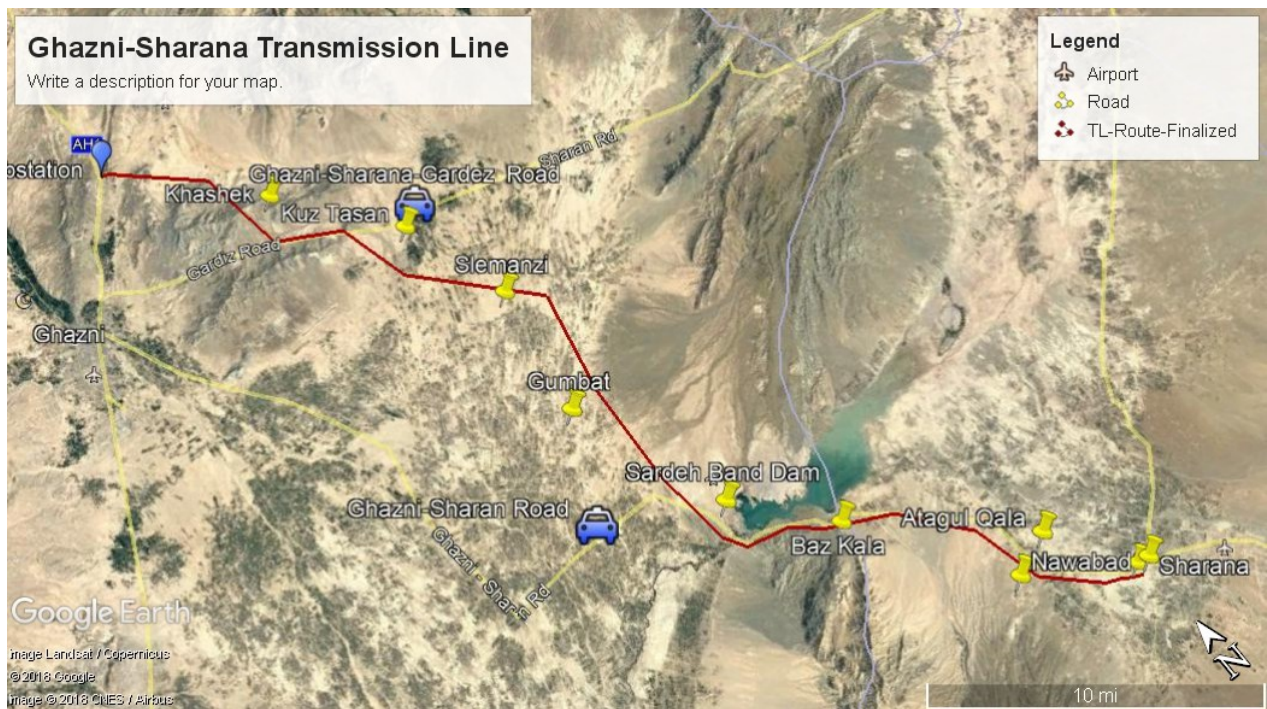 Ghazni-Sharana Transmission Line
Write a description for your map.
Legend
Airport
Road
TL-Route-Finalized
AH1
ostation
Khashek
Ghazni-Sharana-Gardez Road
Sharan Rd
Kuz Tasan
Gardiz Road
Slemanzi
Ghazni
Gumbat
Sardeh Band Dam
Ghazni-Sharan Road
Atagul Qala
Baz Kala
Nawabad
Sharana
Ghazni - Sharan Rd
Google Earth
Image Landsat / Copernicus
© 2018 Google
Image © 2018 CNES / Airbus
N
10 mi